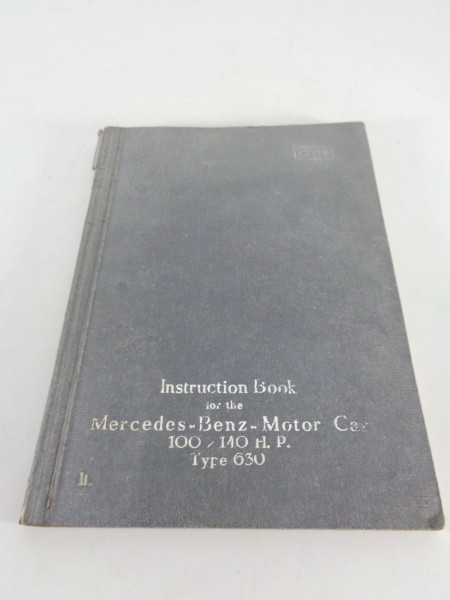 Instruction Book
for the
Mercedes-Benz-Motor Car
100/140 H. P.
Type 630
II.